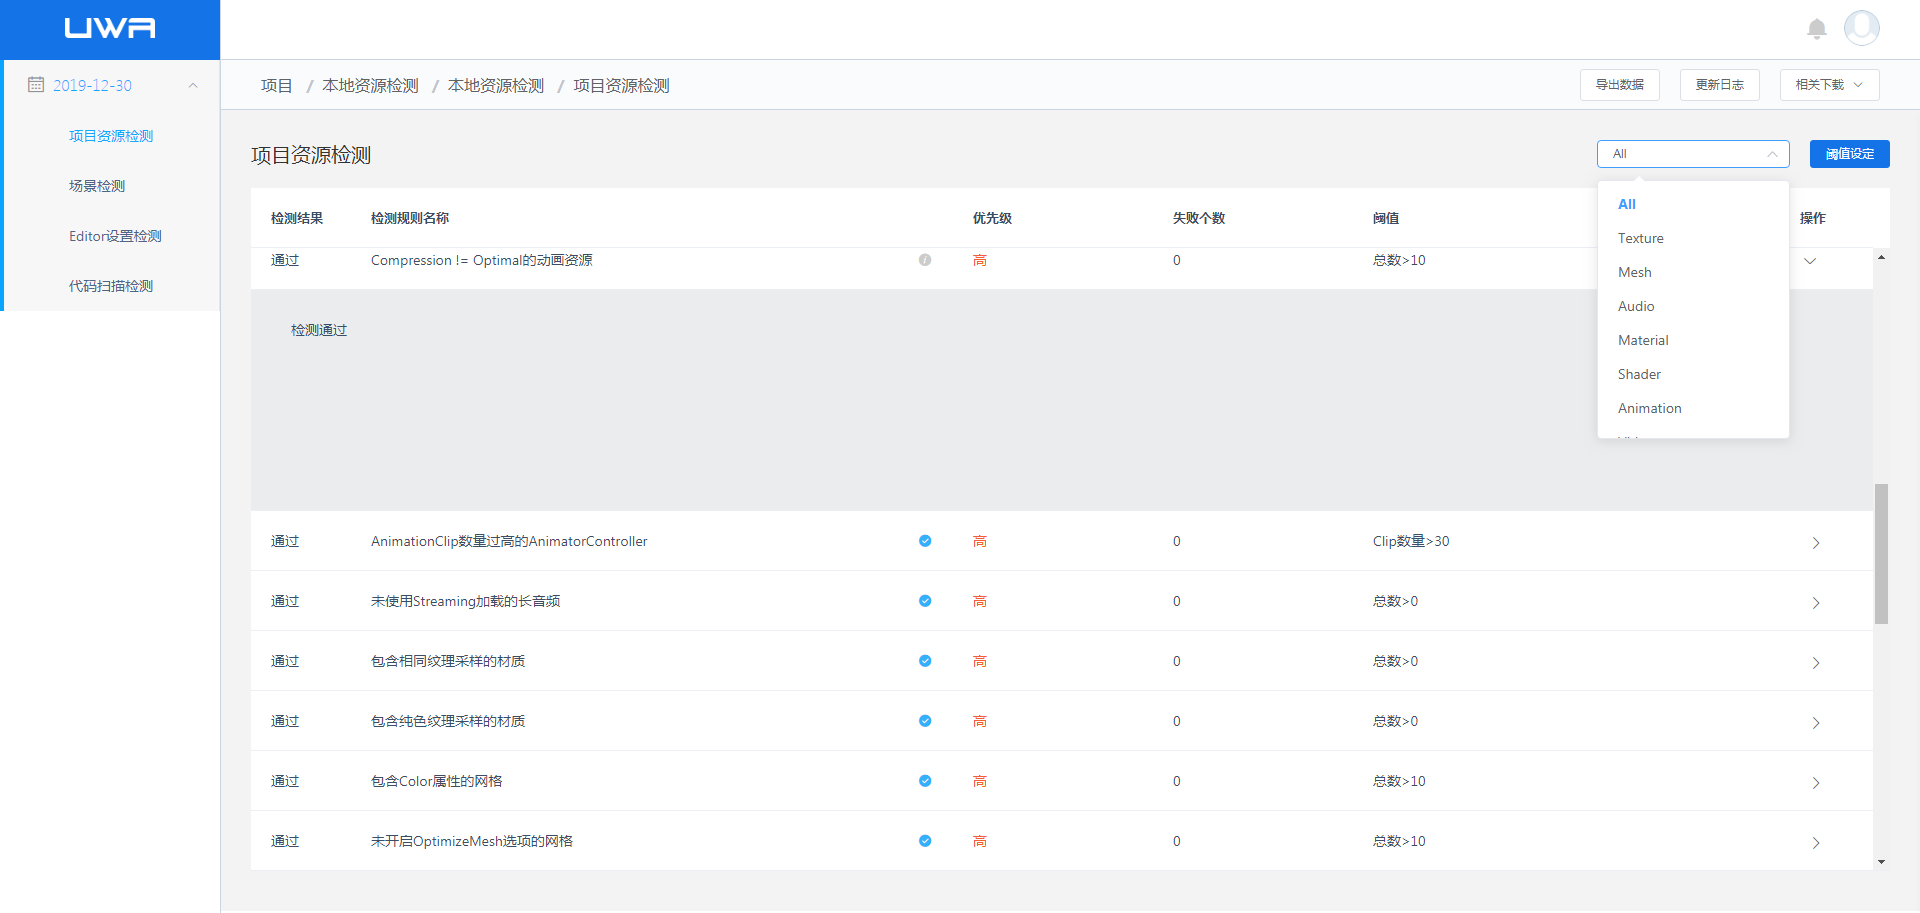 UWA
2019-12-30
项目资源检测
场景检测
Editor设置检测
代码扫描检测
项目 / 本地资源检测 / 本地资源检测 / 项目资源检测
导出数据 更新日志 相关下载
项目资源检测
All 阈值设定
检测结果 检测规则名称 优先级 失败个数 阈值 操作
通过 Compression != Optimal的动画资源 高 0 总数>10
检测通过
All
Texture
Mesh
Audio
Material
Shader
Animation
通过 AnimationClip数量过高的AnimatorController 高 0 Clip数量>30
通过 未使用Streaming加载的长音频 高 0 总数>0
通过 包含相同纹理采样的材质 高 0 总数>0
通过 包含纯色纹理采样的材质 高 0 总数>0
通过 包含Color属性的网格 高 0 总数>10
通过 未开启OptimizeMesh选项的网格 高 0 总数>10